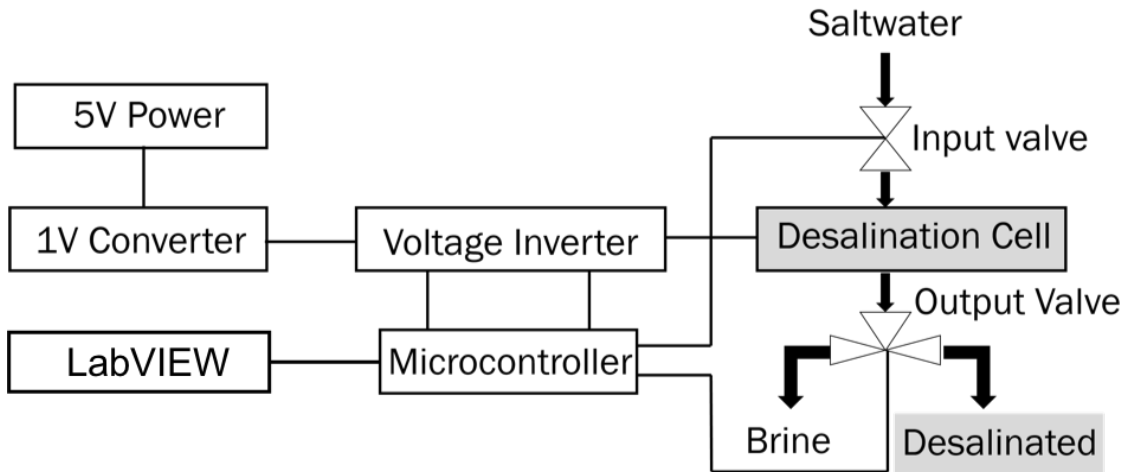 Saltwater
5V Power
Input valve
1V Converter
Voltage Inverter
Desalination Cell
Output Valve
LabVIEW
Microcontroller
Brine
Desalinated